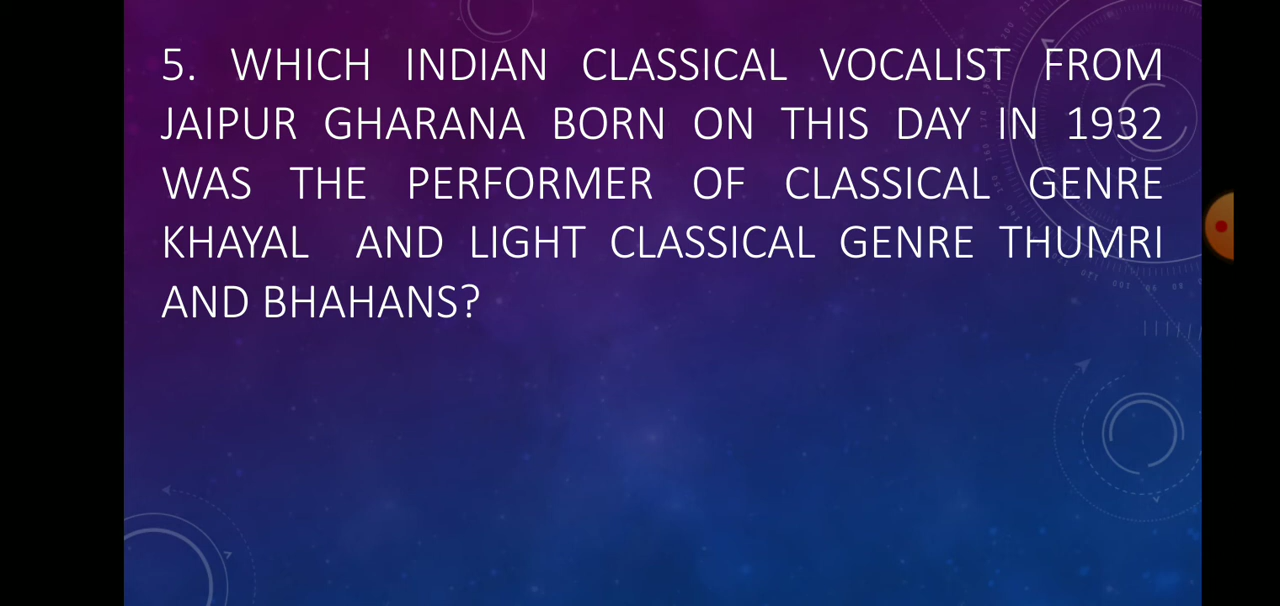 5. WHICH INDIAN CLASSICAL VOCALIST FROM
JAIPUR GHARANA BORN ON THIS DAY IN 1932
WAS THE PERFORMER OF CLASSICAL GENRE
KHAYAL AND LIGHT CLASSICAL GENRE THUMRI
AND BHAHANS?